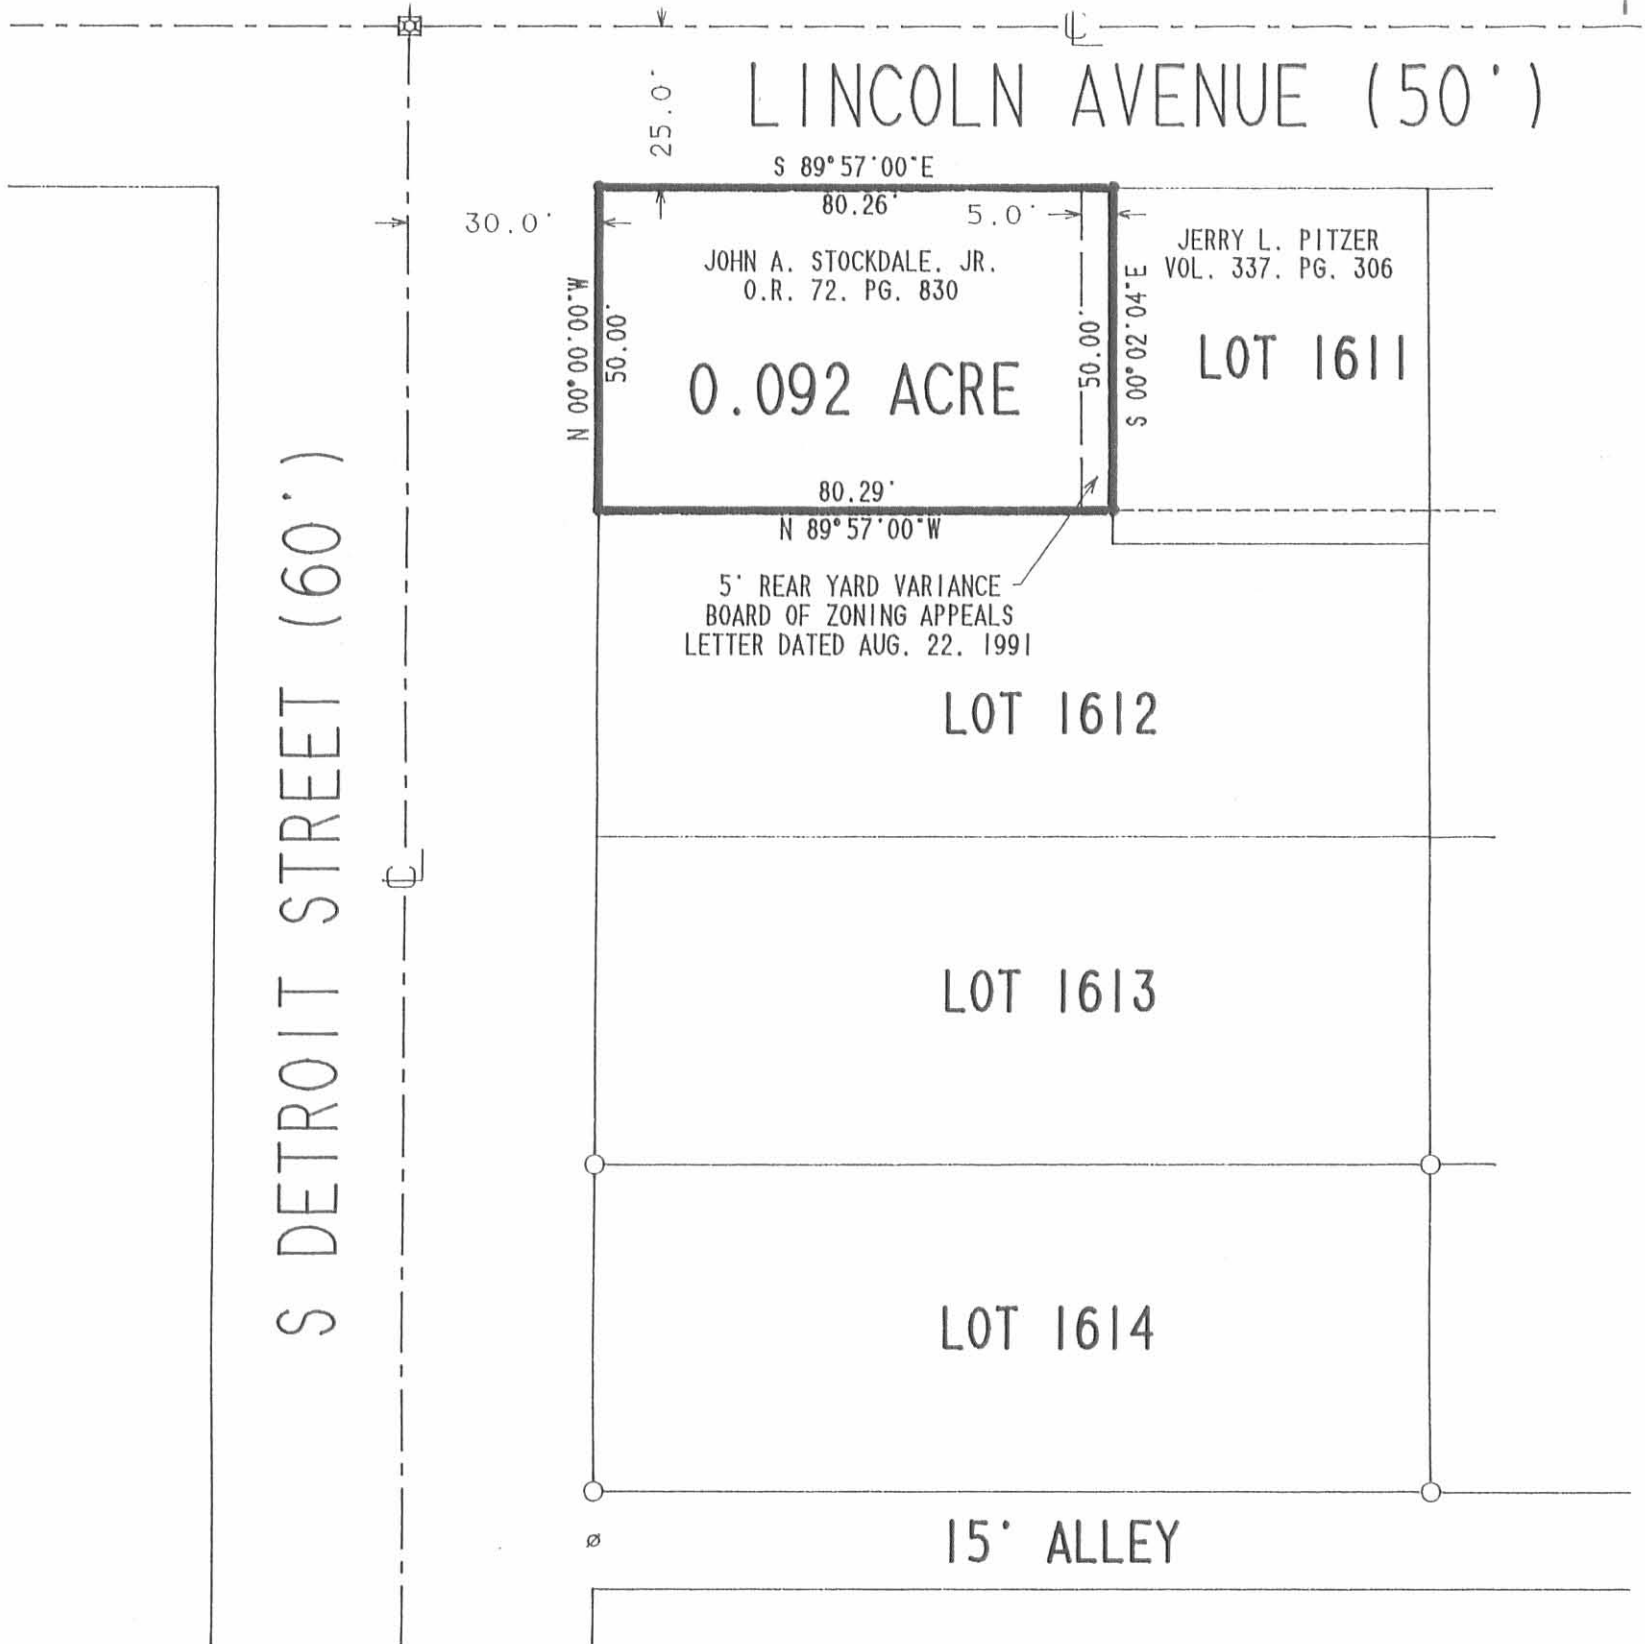 ℄
LINCOLN AVENUE (50')
25.0'
S 89°57'00"E
80.26'
30.0'
5.0'
JOHN A. STOCKDALE. JR.
O.R. 72. PG. 830
JERRY L. PITZER
VOL. 337. PG. 306
N 00°00'00"W
50.00'
0.092 ACRE
50.00'
S 00°02'04"E
LOT 1611
80.29'
N 89°57'00"W
5' REAR YARD VARIANCE
BOARD OF ZONING APPEALS
LETTER DATED AUG. 22. 1991
LOT 1612
S DETROIT STREET (60')
℄
LOT 1613
LOT 1614
15' ALLEY